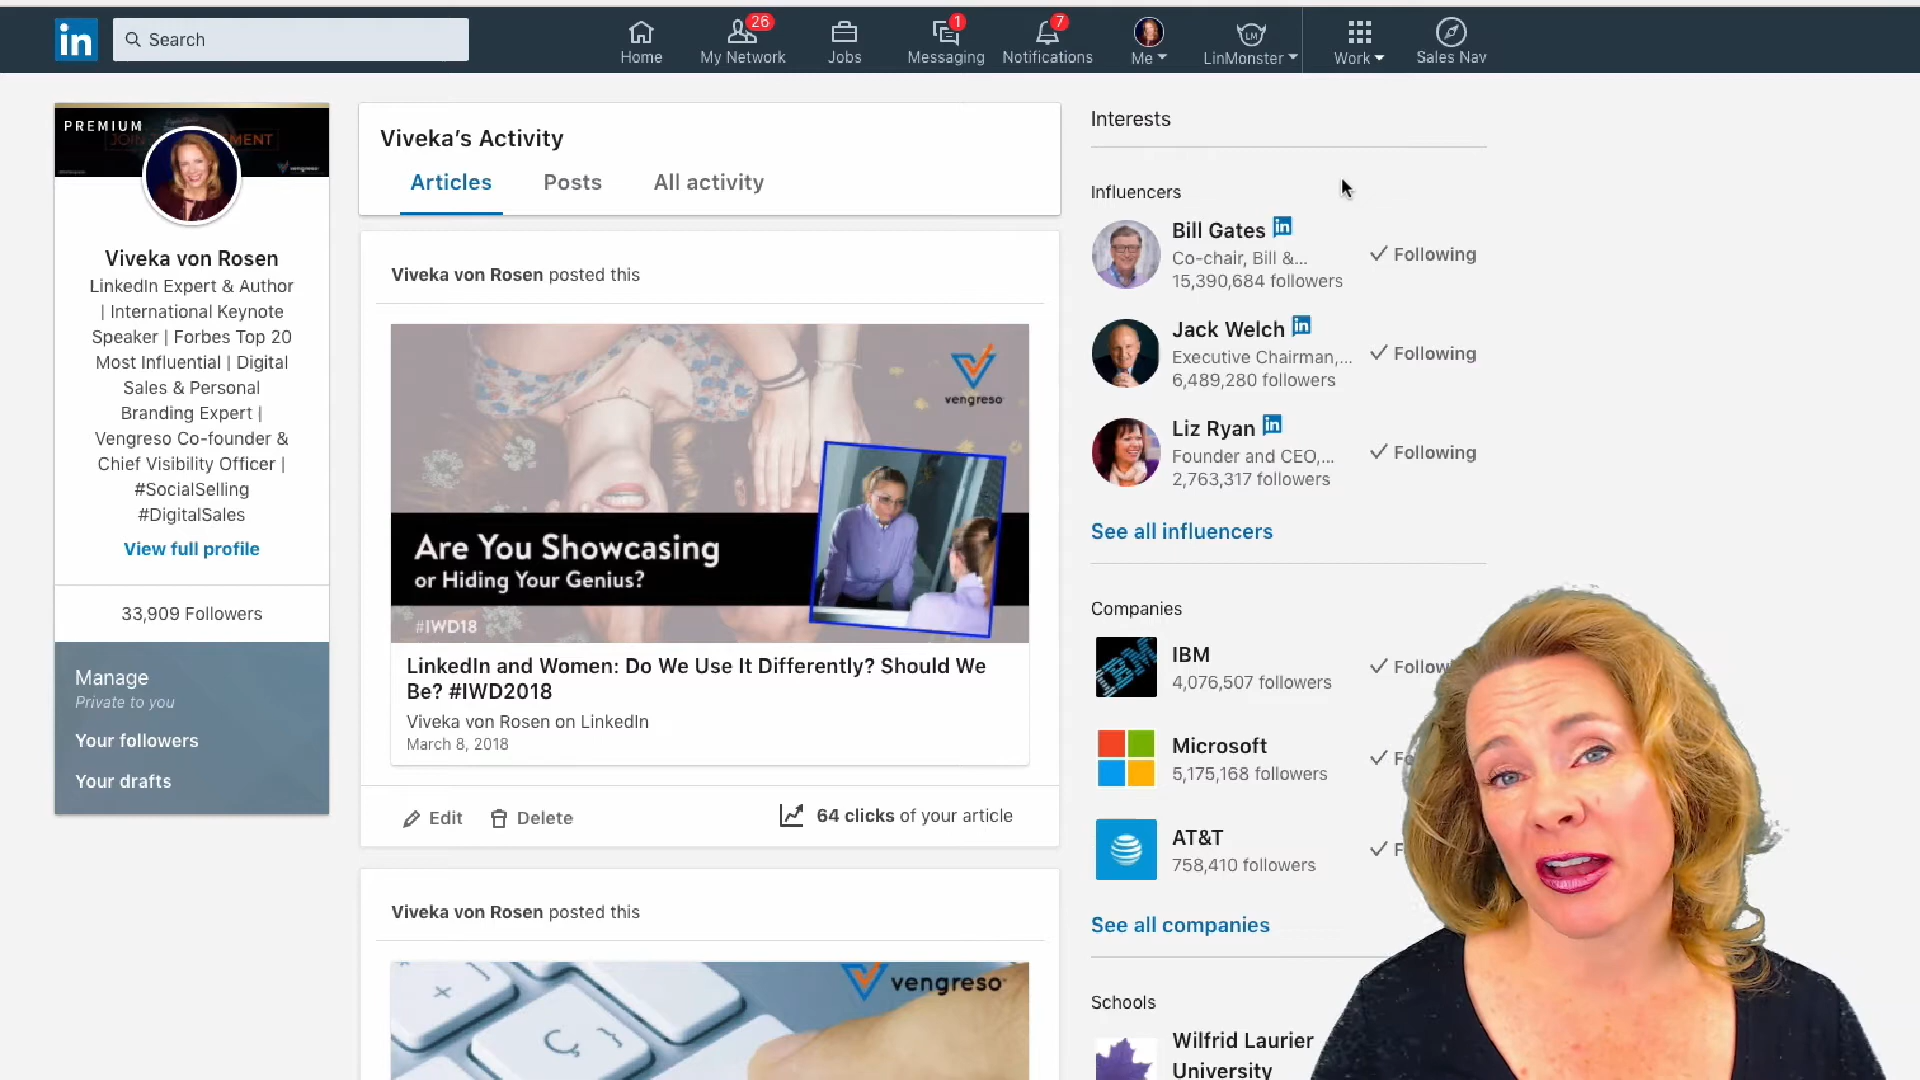 in
Search
Home
26
My Network
Jobs
1
Messaging
7
Notifications
Me
LM
LinMonster
Work
Sales Nav
PREMIUM
Viveka von Rosen
LinkedIn Expert & Author
| International Keynote
Speaker | Forbes Top 20
Most Influential | Digital
Sales & Personal
Branding Expert |
Vengreso Co-founder &
Chief Visibility Officer |
#SocialSelling
#DigitalSales
View full profile
33,909 Followers
Manage
Private to you
Your followers
Your drafts
Viveka's Activity
Articles
Posts
All activity
Viveka von Rosen posted this
vengreso
Are You Showcasing
or Hiding Your Genius?
#IWD18
LinkedIn and Women: Do We Use It Differently? Should We
Be? #IWD2018
Viveka von Rosen on LinkedIn
March 8, 2018
Edit
Delete
64 clicks of your article
Viveka von Rosen posted this
vengreso
Interests
Influencers
Bill Gates in
Co-chair, Bill &...
15,390,684 followers
Following
Jack Welch in
Executive Chairman,...
6,489,280 followers
Following
Liz Ryan in
Founder and CEO,...
2,763,317 followers
Following
See all influencers
Companies
IBM
IBM
4,076,507 followers
Follow
Microsoft
5,175,168 followers
Fo
AT&T
758,410 followers
F
See all companies
Schools
Wilfrid Laurier
University